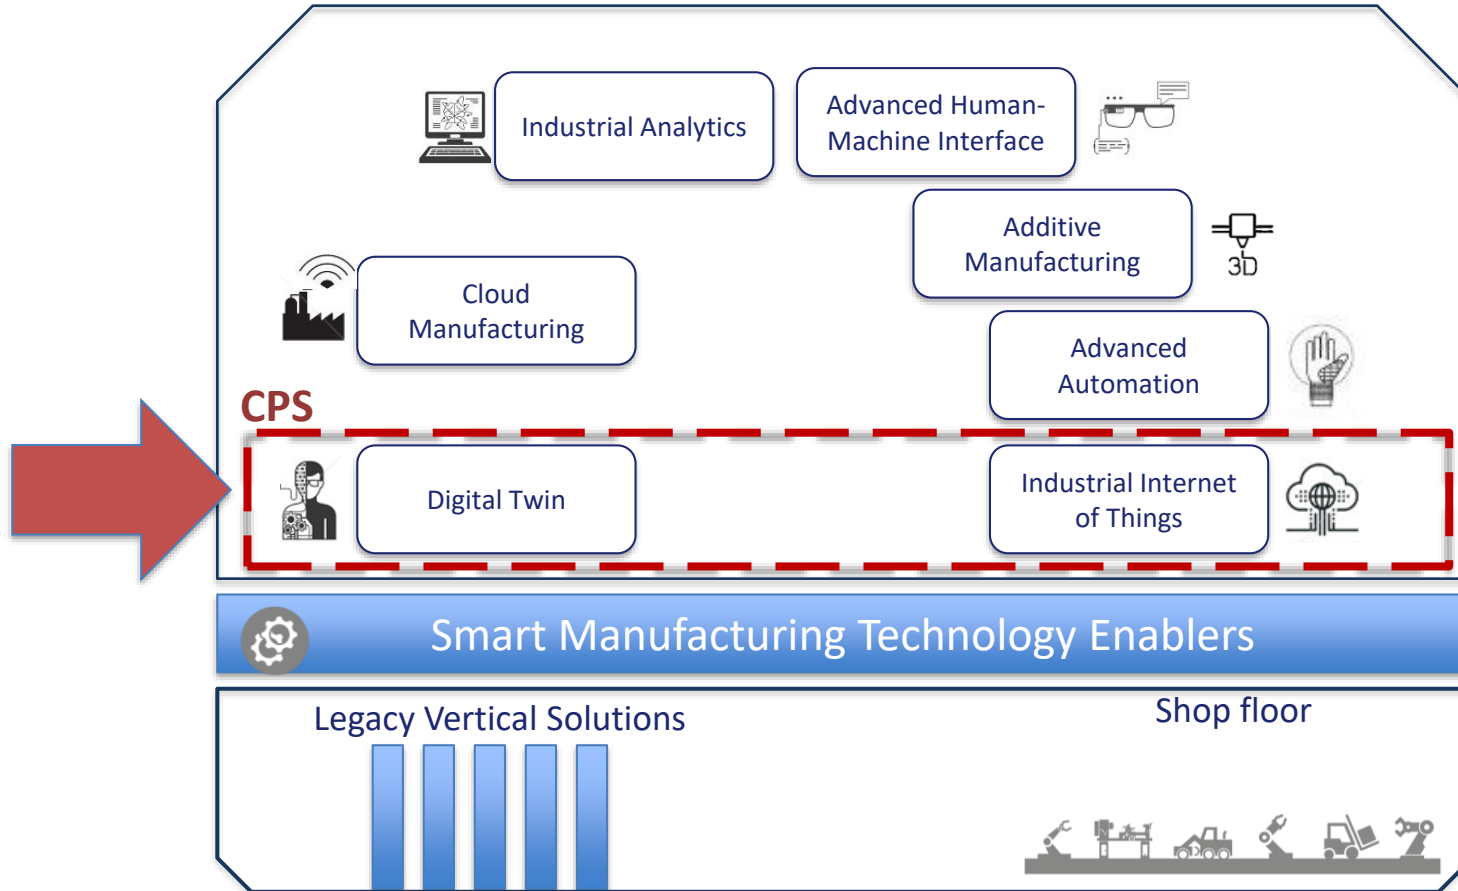 Industrial Analytics
Advanced Human-
Machine Interface
Additive
Manufacturing
3D
Cloud
Manufacturing
Advanced
Automation
CPS
Digital Twin
Industrial Internet
of Things
Smart Manufacturing Technology Enablers
Legacy Vertical Solutions
Shop floor